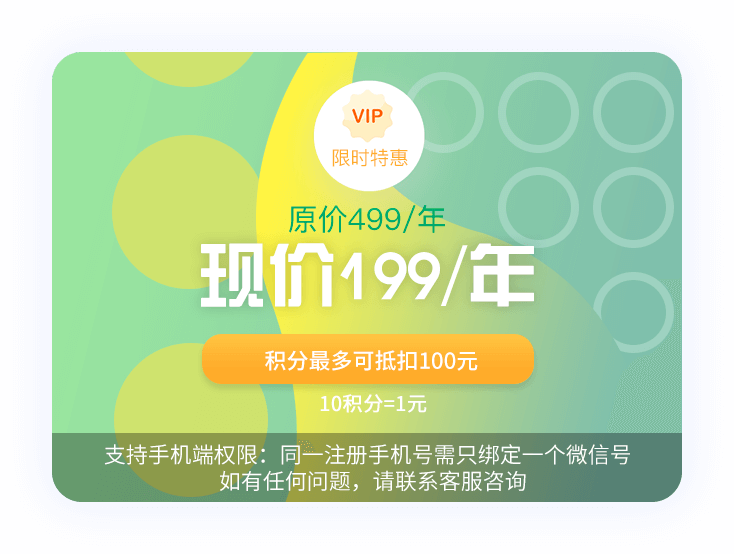 VIP
限时特惠
原价499/年
现价199/年
积分最多可抵扣100元
10积分=1元
支持手机端权限：同一注册手机号需只绑定一个微信号
如有任何问题，请联系客服咨询